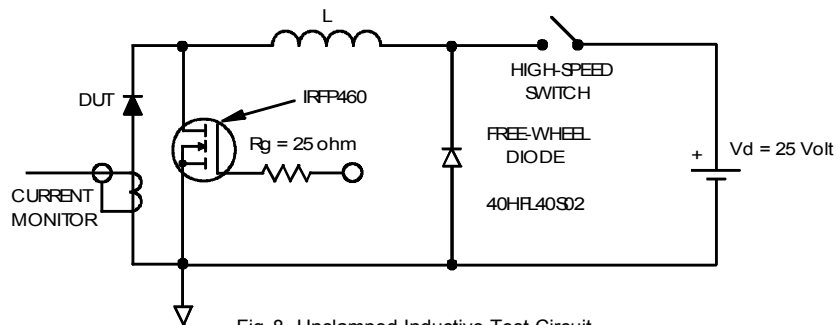 L
HIGH-SPEED
SWITCH
DUT
IRFP460
Rg = 25 ohm
FREE-WHEEL
DIODE
+
Vd = 25 Volt
40HFL40S02
CURRENT
MONITOR
Fig. 8 - Unclamped Inductive Test Circuit